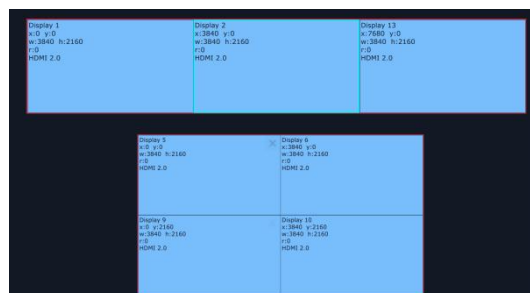 Display 1
x:0 y:0
w:3840 h:2160
r:0
HDMI 2.0
Display 2
x:3840 y:0
w:3840 h:2160
r:0
HDMI 2.0
Display 13
x:7680 y:0
w:3840 h:2160
r:0
HDMI 2.0
Display 5
x:0 y:0
w:3840 h:2160
r:0
HDMI 2.0
Display 6
x:3840 y:0
w:3840 h:2160
r:0
HDMI 2.0
Display 9
x:0 y:2160
w:3840 h:2160
r:0
HDMI 2.0
Display 10
x:3840 y:2160
w:3840 h:2160
r:0
HDMI 2.0